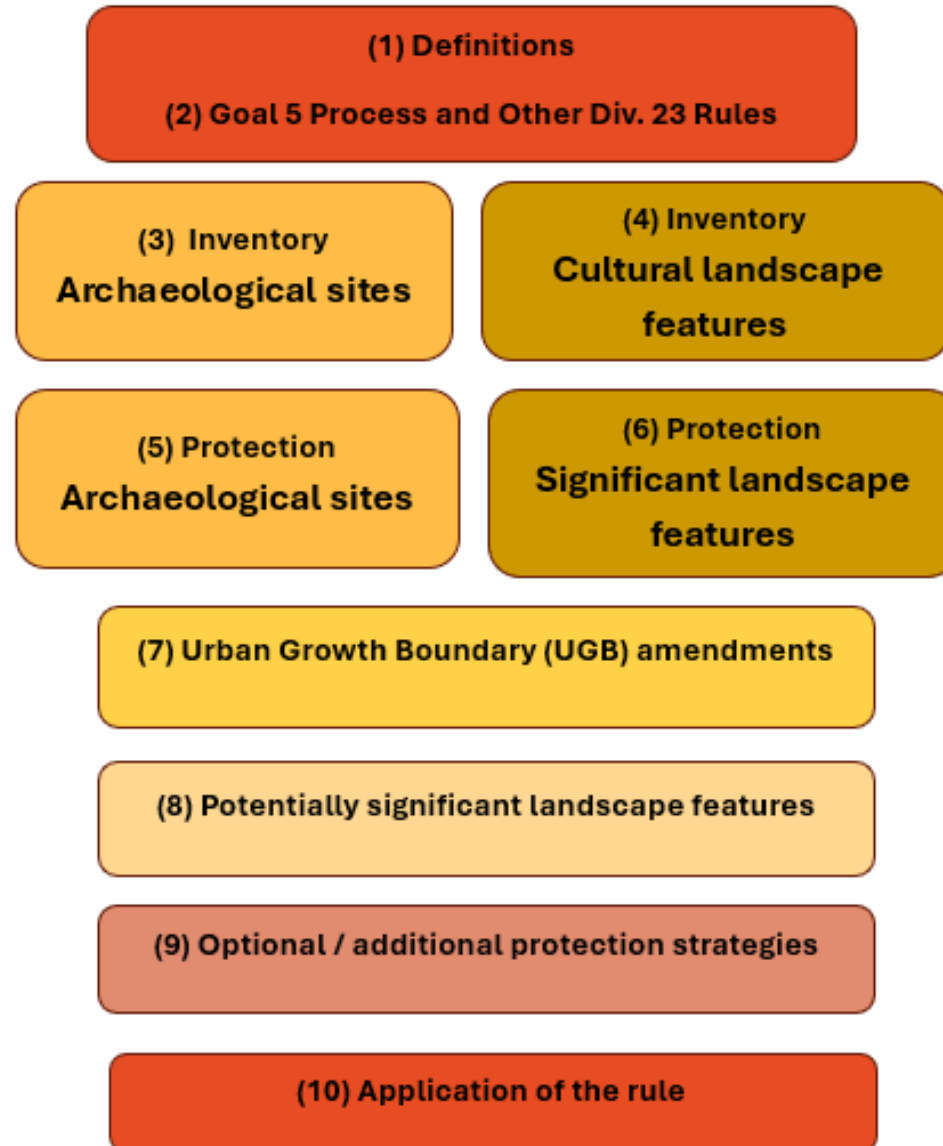 (1) Definitions
(2) Goal 5 Process and Other Div. 23 Rules
(3) Inventory
Archaeological sites
(4) Inventory
Cultural landscape
features
(5) Protection
Archaeological sites
(6) Protection
Significant landscape
features
(7) Urban Growth Boundary (UGB) amendments
(8) Potentially significant landscape features
(9) Optional / additional protection strategies
(10) Application of the rule